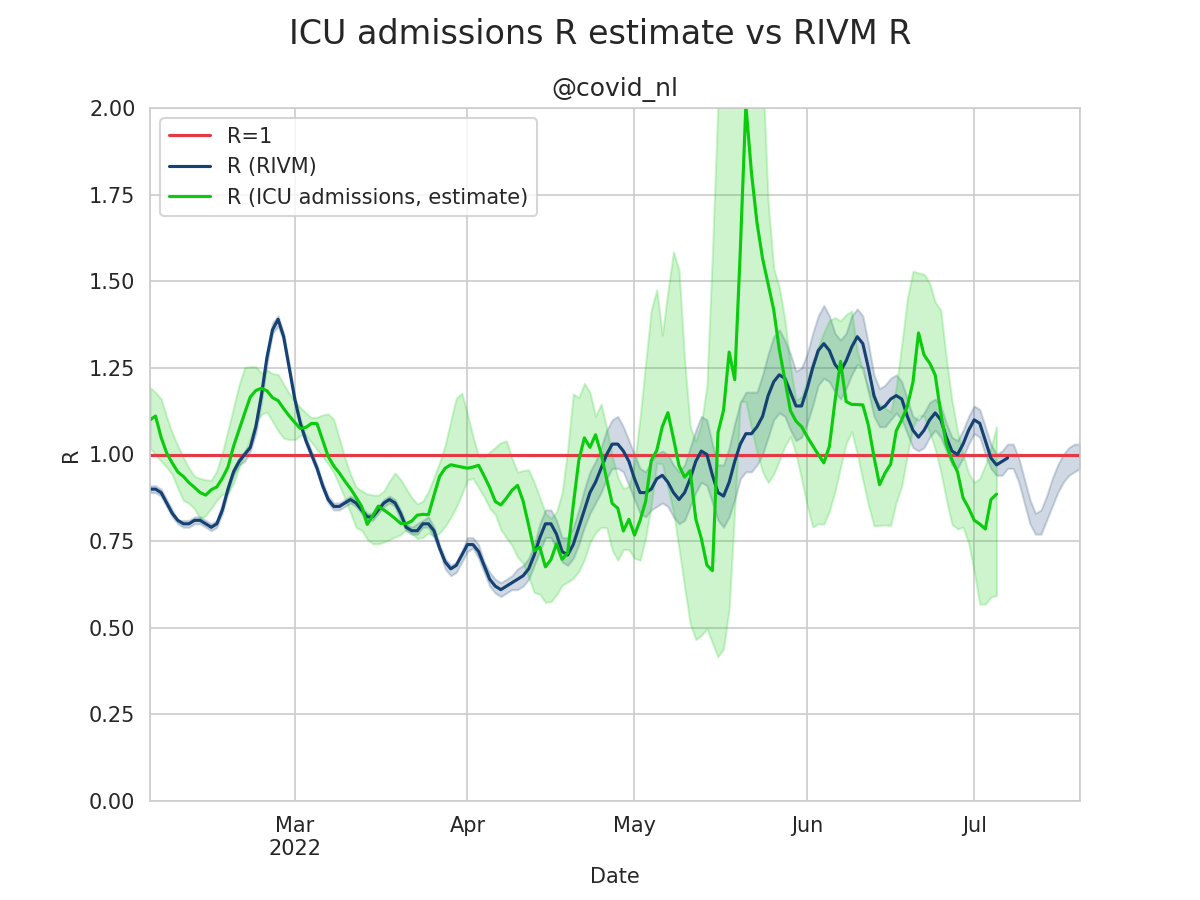 ICU admissions R estimate vs RIVM R
@covid_nl
R=1
R (RIVM)
R (ICU admissions, estimate)
2.00
1.75
1.50
1.25
1.00
0.75
0.50
0.25
0.00
R
Mar
2022
Apr
May
Jun
Jul
Date